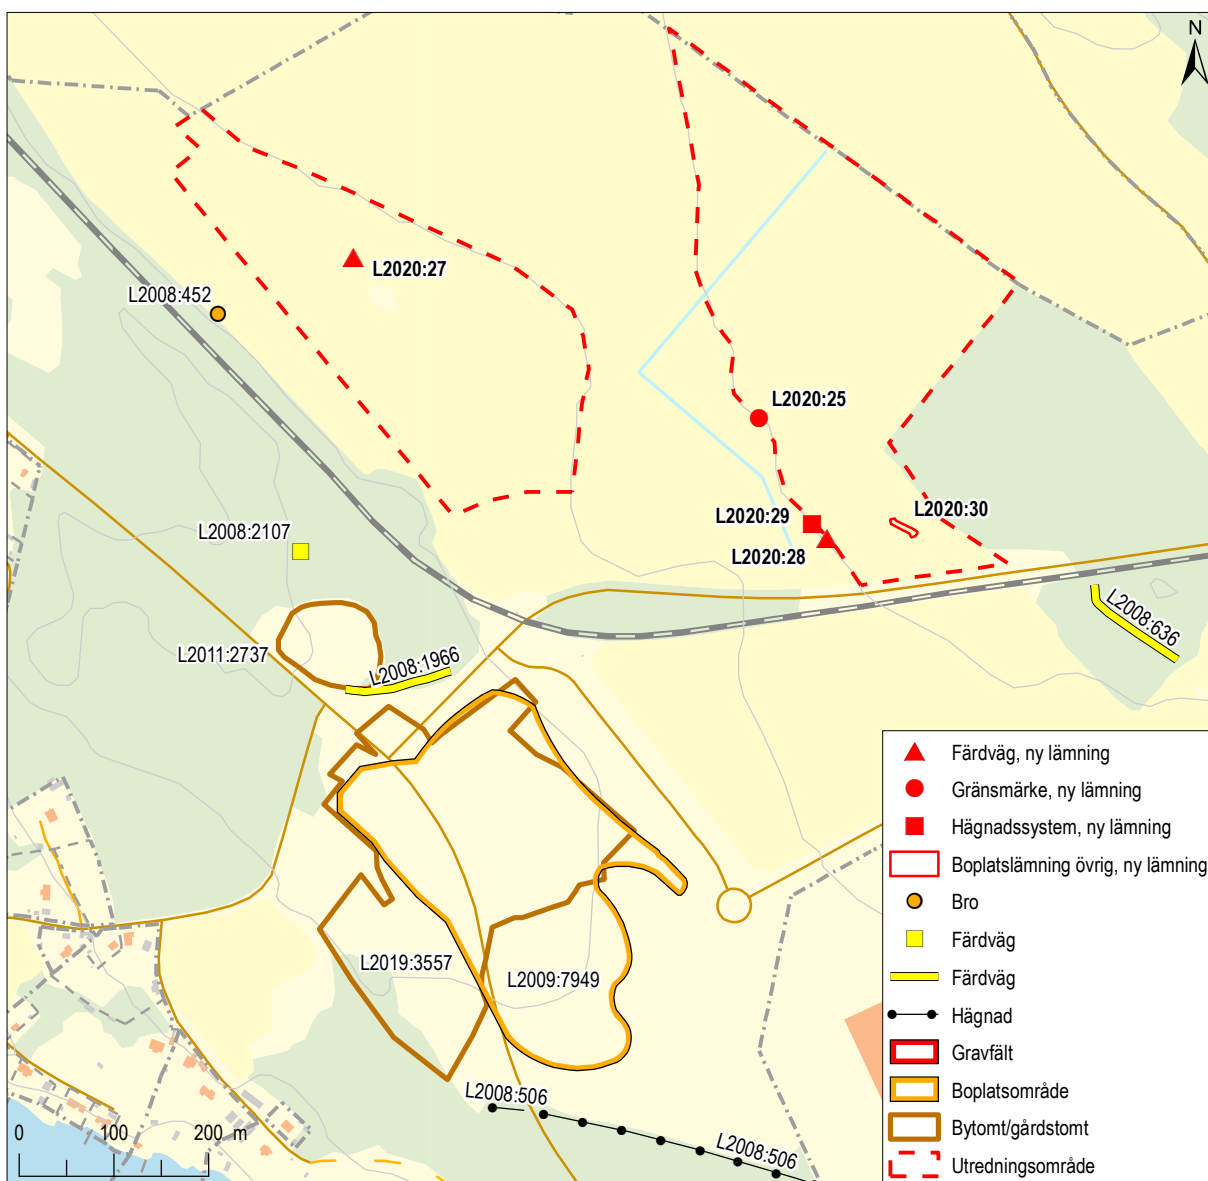 N
L2020:27
L2008:452
L2020:25
L2020:29
L2020:30
L2008:2107
L2020:28
L2008:636
L2011:2737
L2008:1966
L2019:3557
L2009:7949
L2008:506
L2008:506
0 100 200 m
Färdväg, ny lämning
Gränsmärke, ny lämning
Hägnadssystem, ny lämning
Boplatslämning övrig, ny lämning
Bro
Färdväg
Färdväg
Hägnad
Gravfält
Boplatsområde
Bytomt/gårdstomt
Utredningsområde